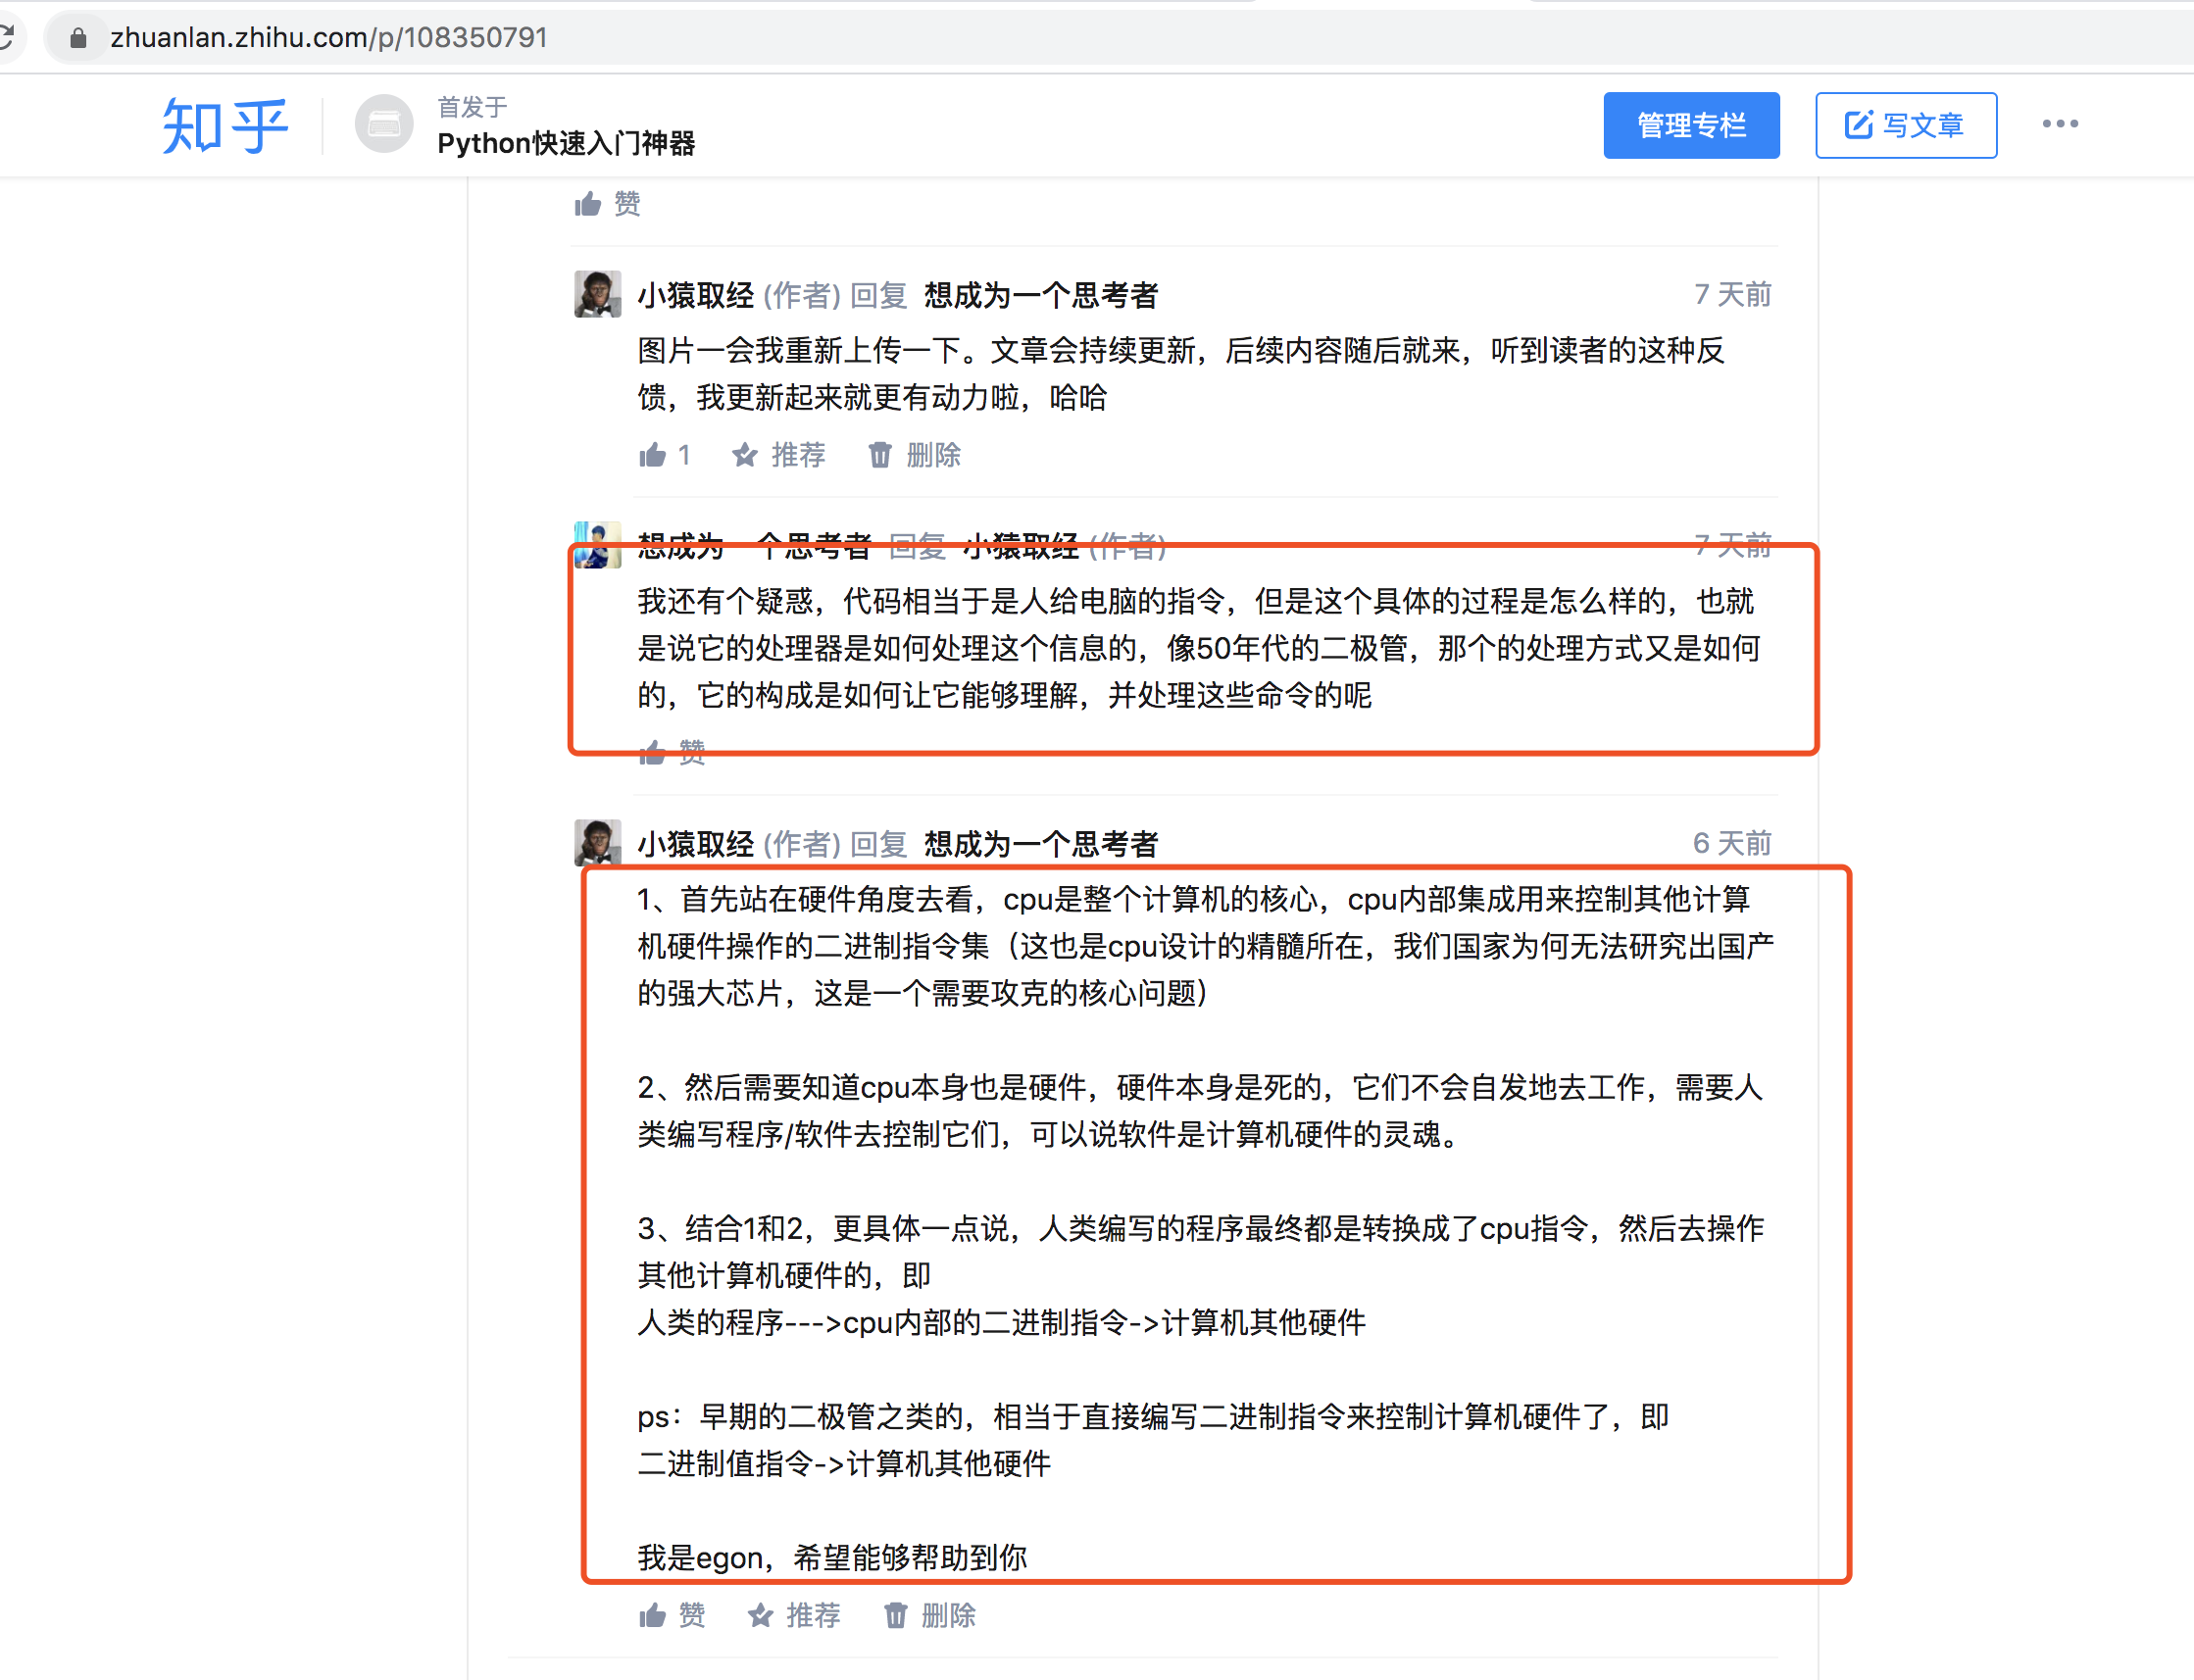 zhuanlan.zhihu.com/p/108350791
知乎
首发于
Python快速入门神器
管理专栏
写文章
赞
小猿取经 (作者) 回复 想成为一个思考者
7 天前
图片一会我重新上传一下。文章会持续更新，后续内容随后就来，听到读者的这种反
馈，我更新起来就更有动力啦，哈哈
1 推荐 删除
想成为一个思考者 回复 小猿取经 (作者)
7 天前
我还有个疑惑，代码相当于是人给电脑的指令，但是这个具体的过程是怎么样的，也就
是说它的处理器是如何处理这个信息的，像50年代的二极管，那个的处理方式又是如何
的，它的构成是如何让它能够理解，并处理这些命令的呢
赞
小猿取经 (作者) 回复 想成为一个思考者
6 天前
1、首先站在硬件角度去看，cpu是整个计算机的核心，cpu内部集成用来控制其他计算
机硬件操作的二进制指令集（这也是cpu设计的精髓所在，我们国家为何无法研究出国产
的强大芯片，这是一个需要攻克的核心问题）
2、然后需要知道cpu本身也是硬件，硬件本身是死的，它们不会自发地去工作，需要人
类编写程序/软件去控制它们，可以说软件是计算机硬件的灵魂。
3、结合1和2，更具体一点说，人类编写的程序最终都是转换成了cpu指令，然后去操作
其他计算机硬件的，即
人类的程序--->cpu内部的二进制指令->计算机其他硬件
ps：早期的二极管之类的，相当于直接编写二进制指令来控制计算机硬件了，即
二进制值指令->计算机其他硬件
我是egon，希望能够帮助到你
赞 推荐 删除